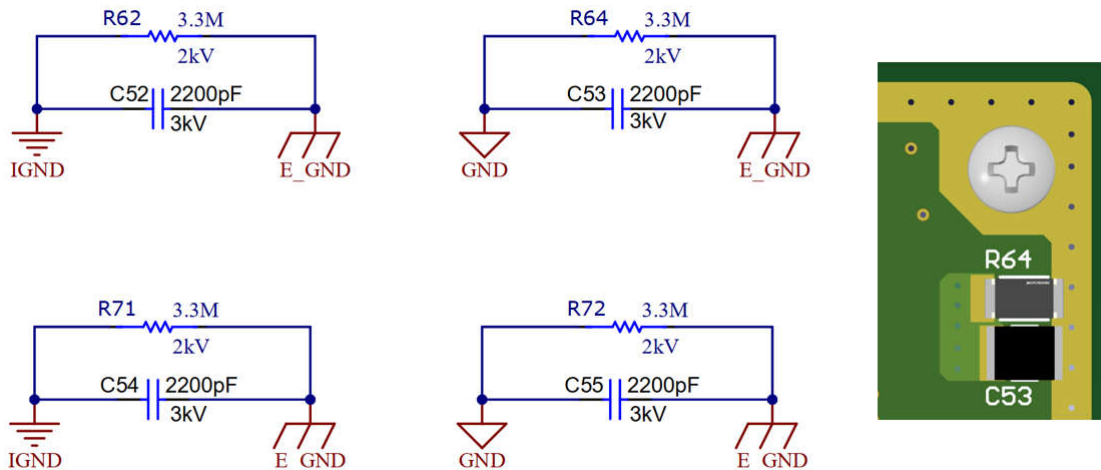 R62 3.3M
2kV
C52 2200pF
3kV
IGND
E_GND
R64 3.3M
2kV
C53 2200pF
3kV
GND
E_GND
R71 3.3M
2kV
C54 2200pF
3kV
IGND
E_GND
R72 3.3M
2kV
C55 2200pF
3kV
GND
E_GND
R64
C53